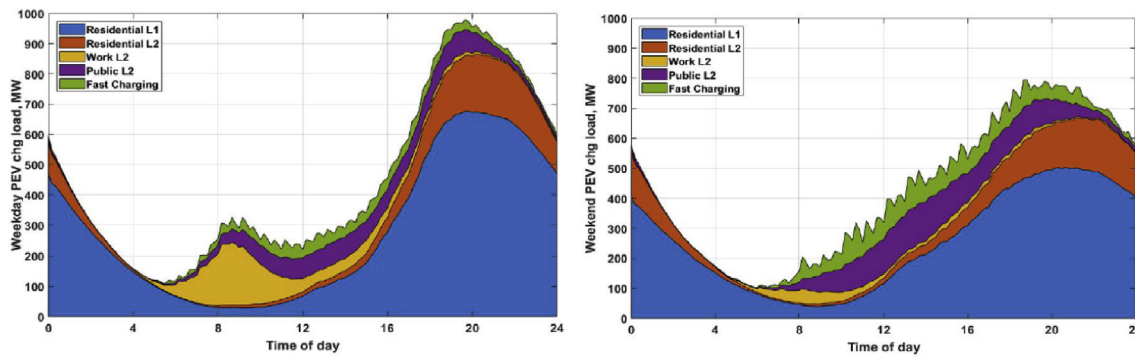 Weekday PEV chg load, MW
1000
900
800
700
600
500
400
300
200
100
0
Residential L1
Residential L2
Work L2
Public L2
Fast Charging
0 4 8 12 16 20 24
Time of day
Weekend PEV chg load, MW
1000
900
800
700
600
500
400
300
200
100
0
Residential L1
Residential L2
Work L2
Public L2
Fast Charging
0 4 8 12 16 20 2
Time of day